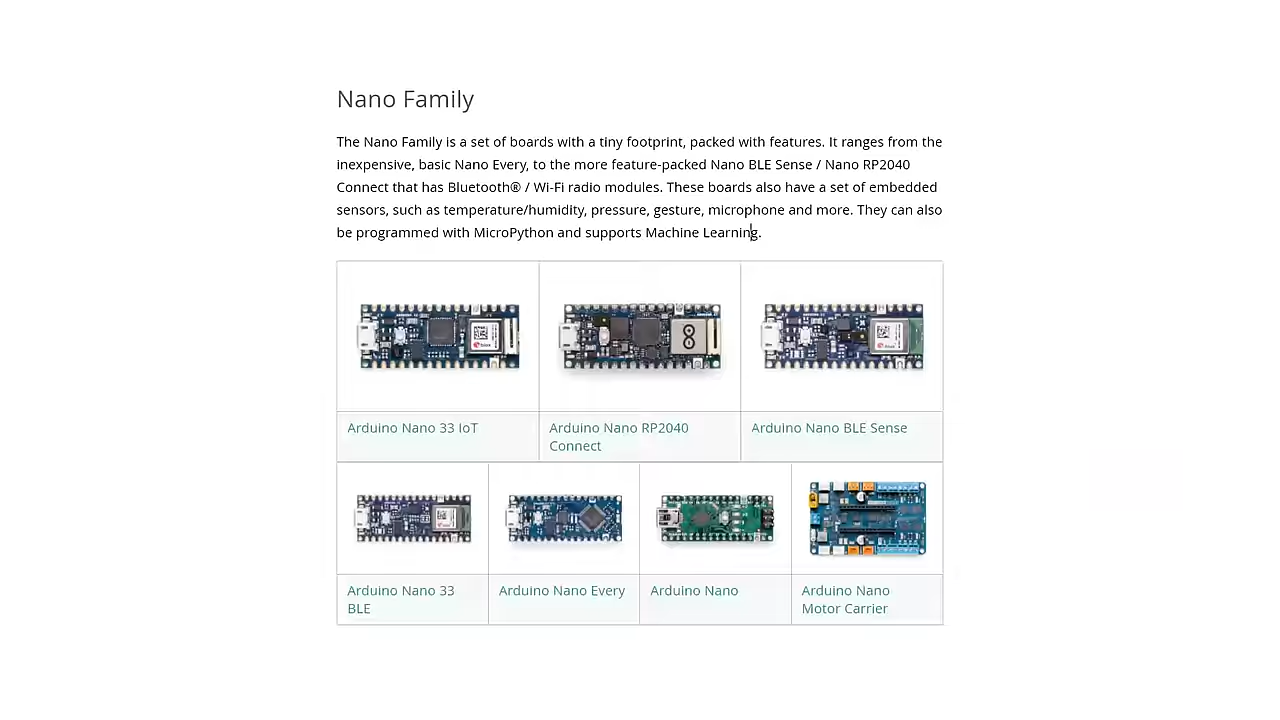 Nano Family
The Nano Family is a set of boards with a tiny footprint, packed with features. It ranges from the
inexpensive, basic Nano Every, to the more feature-packed Nano BLE Sense / Nano RP2040
Connect that has Bluetooth® / Wi-Fi radio modules. These boards also have a set of embedded
sensors, such as temperature/humidity, pressure, gesture, microphone and more. They can also
be programmed with MicroPython and supports Machine Learning.
Arduino Nano 33 IoT
Arduino Nano RP2040
Connect
Arduino Nano BLE Sense
Arduino Nano 33
BLE
Arduino Nano Every
Arduino Nano
Arduino Nano
Motor Carrier